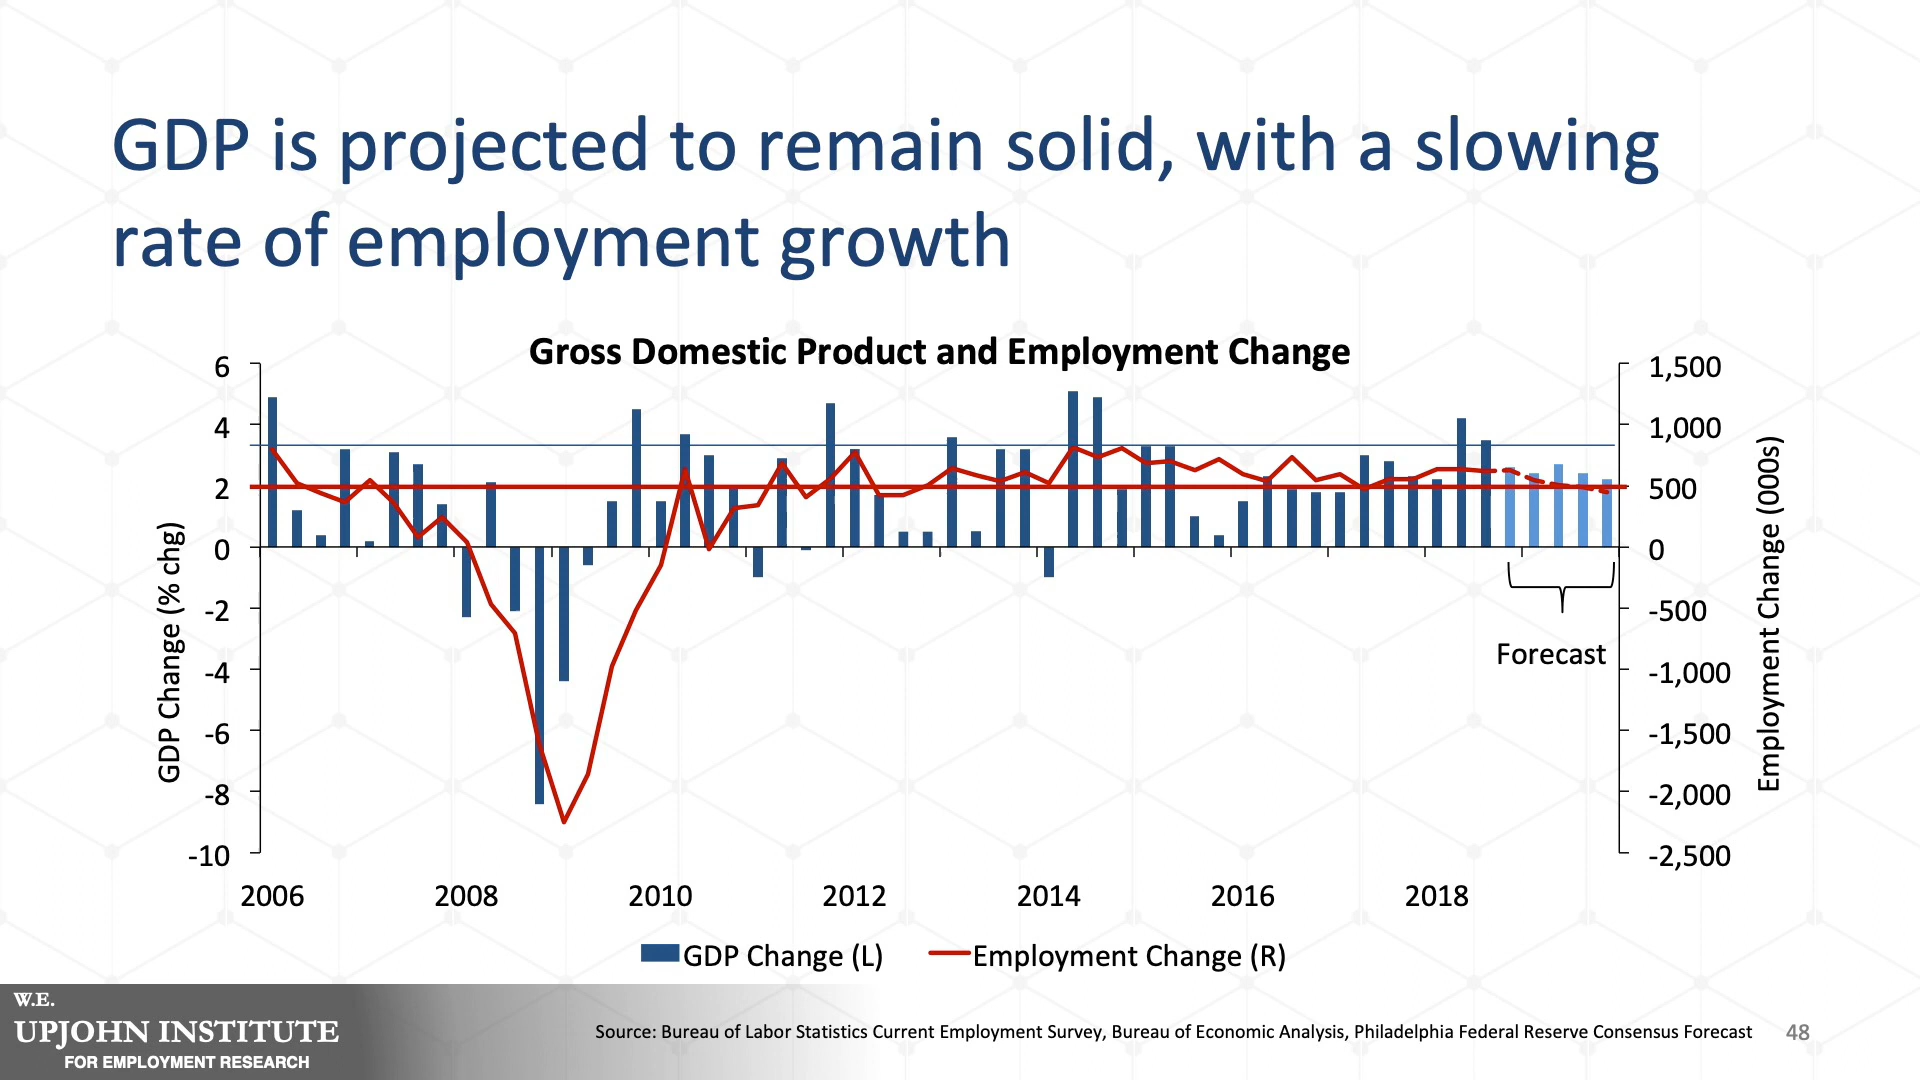 GDP is projected to remain solid, with a slowing
rate of employment growth
Gross Domestic Product and Employment Change
6
4
2
0
-2
-4
-6
-8
-10
GDP Change (% chg)
1,500
1,000
500
0
-500
-1,000
-1,500
-2,000
-2,500
Employment Change (000s)
Forecast
2006 2008 2010 2012 2014 2016 2018
GDP Change (L) Employment Change (R)
W.E.
UPJOHN INSTITUTE
FOR EMPLOYMENT RESEARCH
Source: Bureau of Labor Statistics Current Employment Survey, Bureau of Economic Analysis, Philadelphia Federal Reserve Consensus Forecast
48